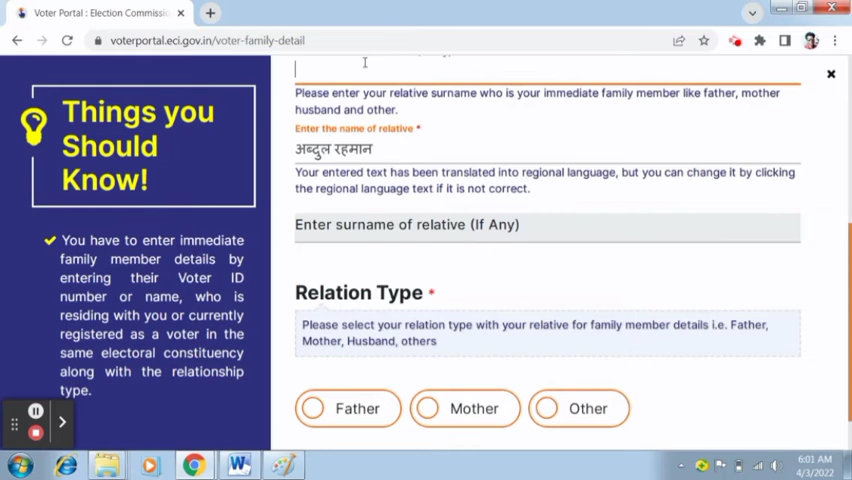 Voter Portal : Election Commissi
voterportal.eci.gov.in/voter-family-detail
Things you
Should
Know!
You have to enter immediate
family member details by
entering their Voter ID
number or name, who is
residing with you or currently
registered as a voter in the
same electoral constituency
along with the relationship
type.
Please enter your relative surname who is your immediate family member like father, mother
husband and other.
Enter the name of relative *
अब्दुल रहमान
Your entered text has been translated into regional language, but you can change it by clicking
the regional language text if it is not correct.
Enter surname of relative (If Any)
Relation Type *
Please select your relation type with your relative for family member details i.e. Father,
Mother, Husband, others
Father Mother Other
6:01 AM
4/3/2022